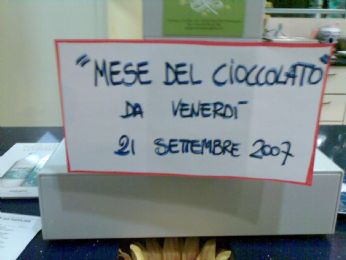 "MESE DEL CIOCCOLATO"
DA VENERDI'
21 SETTEMBRE 2007